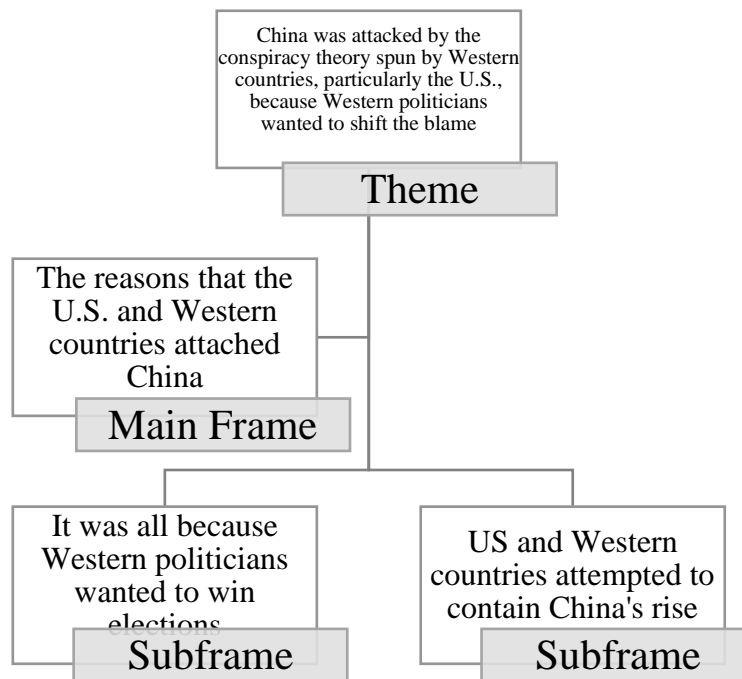 China was attacked by the
conspiracy theory spun by Western
countries, particularly the U.S.,
because Western politicians
wanted to shift the blame
Theme
The reasons that the
U.S. and Western
countries attached
China
Main Frame
It was all because
Western politicians
wanted to win
elections
Subframe
US and Western
countries attempted to
contain China's rise
Subframe